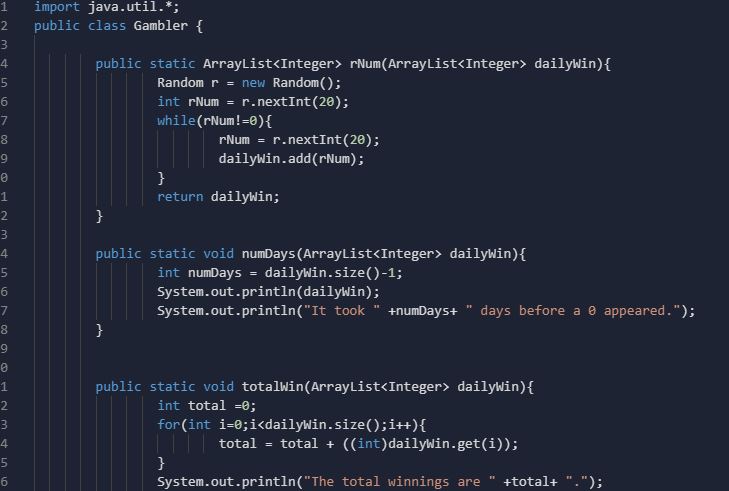 1 import java.util.*;
2 public class Gambler {
3
4 public static ArrayList<Integer> rNum(ArrayList<Integer> dailyWin){
5 Random r = new Random();
6 int rNum = r.nextInt(20);
7 while(rNum!=0){
8 rNum = r.nextInt(20);
9 dailyWin.add(rNum);
0 }
1 return dailyWin;
2 }
3
4 public static void numDays(ArrayList<Integer> dailyWin){
5 int numDays = dailyWin.size()-1;
6 System.out.println(dailyWin);
7 System.out.println("It took " +numDays+ " days before a 0 appeared.");
8 }
9
0
1 public static void totalWin(ArrayList<Integer> dailyWin){
2 int total =0;
3 for(int i=0;i<dailyWin.size();i++){
4 total = total + ((int)dailyWin.get(i));
5 }
6 System.out.println("The total winnings are " +total+ ".");